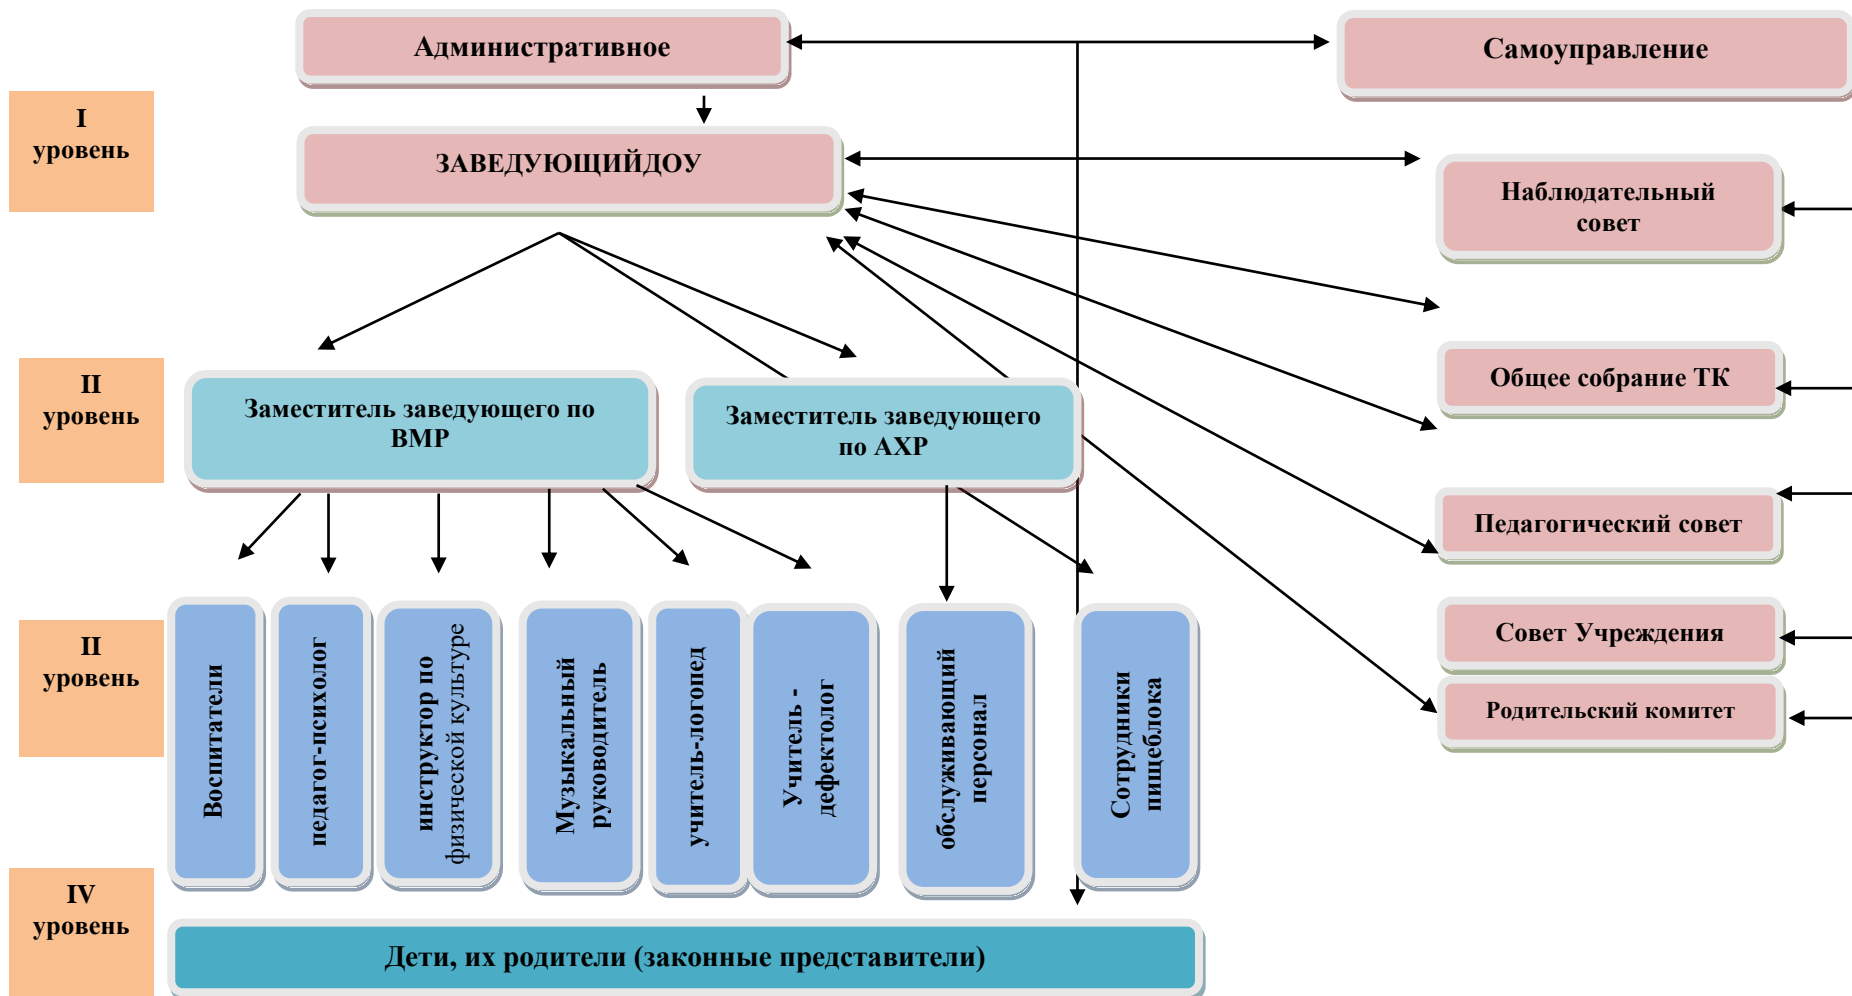 Административное
Самоуправление
I
уровень
ЗАВЕДУЮЩИЙДОУ
Наблюдательный
совет
II
уровень
Заместитель заведующего по
ВМР
Заместитель заведующего
по АХР
Общее собрание ТК
Педагогический совет
II
уровень
Воспитатели
педагог-психолог
инструктор по
физической культуре
Музыкальный
руководитель
учитель-логопед
Учитель -
дефектолог
обслуживающий
персонал
Сотрудники
пищеблока
Совет Учреждения
Родительский комитет
IV
уровень
Дети, их родители (законные представители)